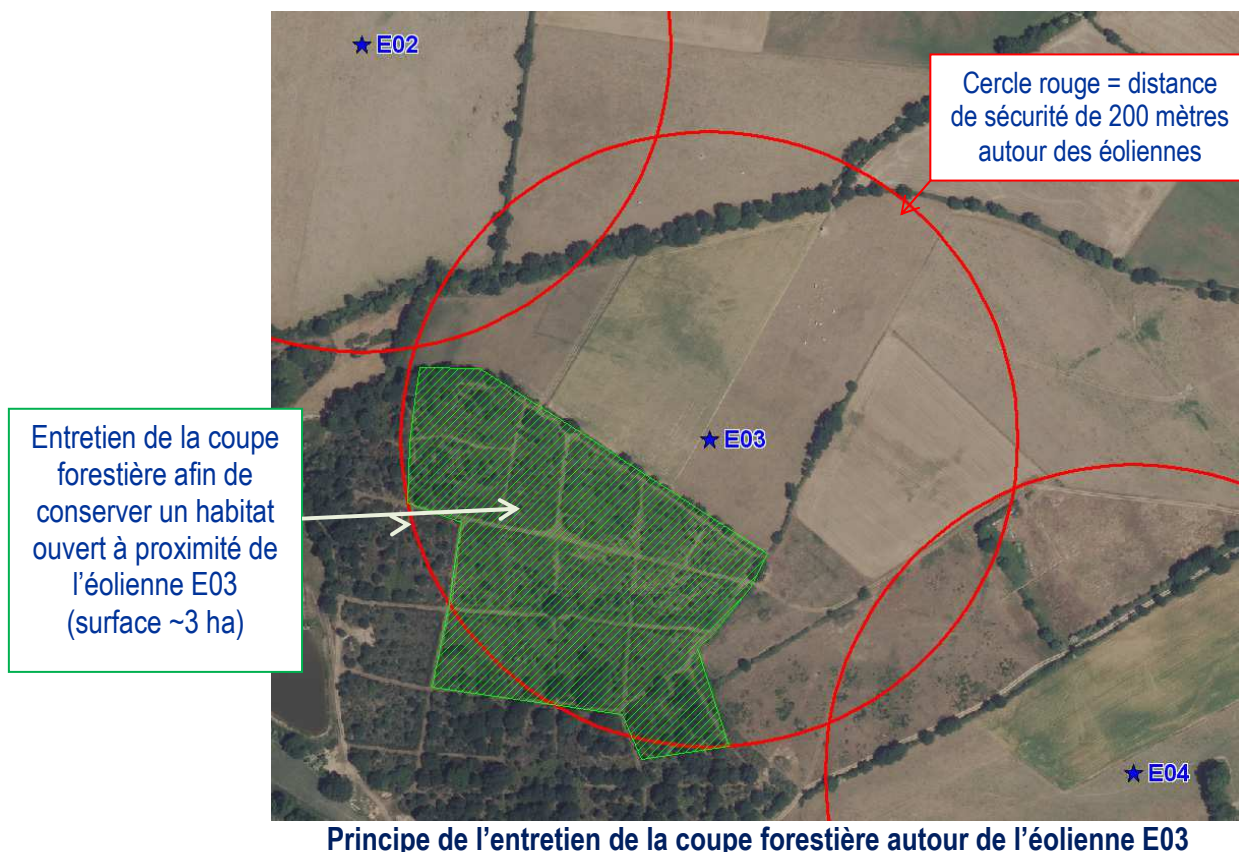 E02
Cercle rouge = distance
de sécurité de 200 mètres
autour des éoliennes
E03
Entretien de la coupe
forestière afin de
conserver un habitat
ouvert à proximité de
l’éolienne E03
(surface ~3 ha)
E04
Principe de l’entretien de la coupe forestière autour de l’éolienne E03